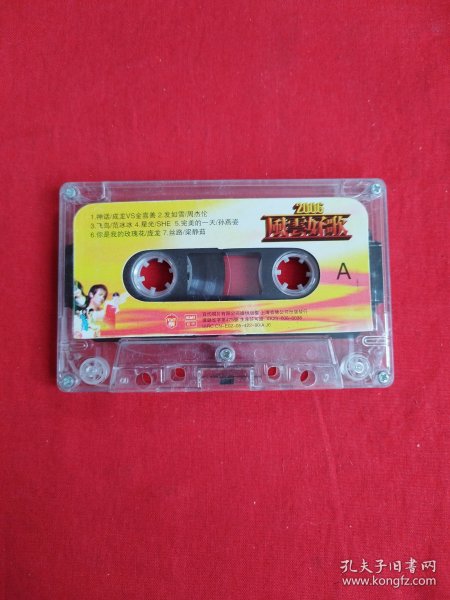 2006
風雲好歌
1.神话/成龙VS金喜善 2.发如雪/周杰伦
3.飞鸟/范冰冰 4.星光/SHE 5.完美的一天/孙燕姿
6.你是我的玫瑰花/庞龙 7.丝路/梁静茹
A
孔夫子旧书网
www.kongfz.com